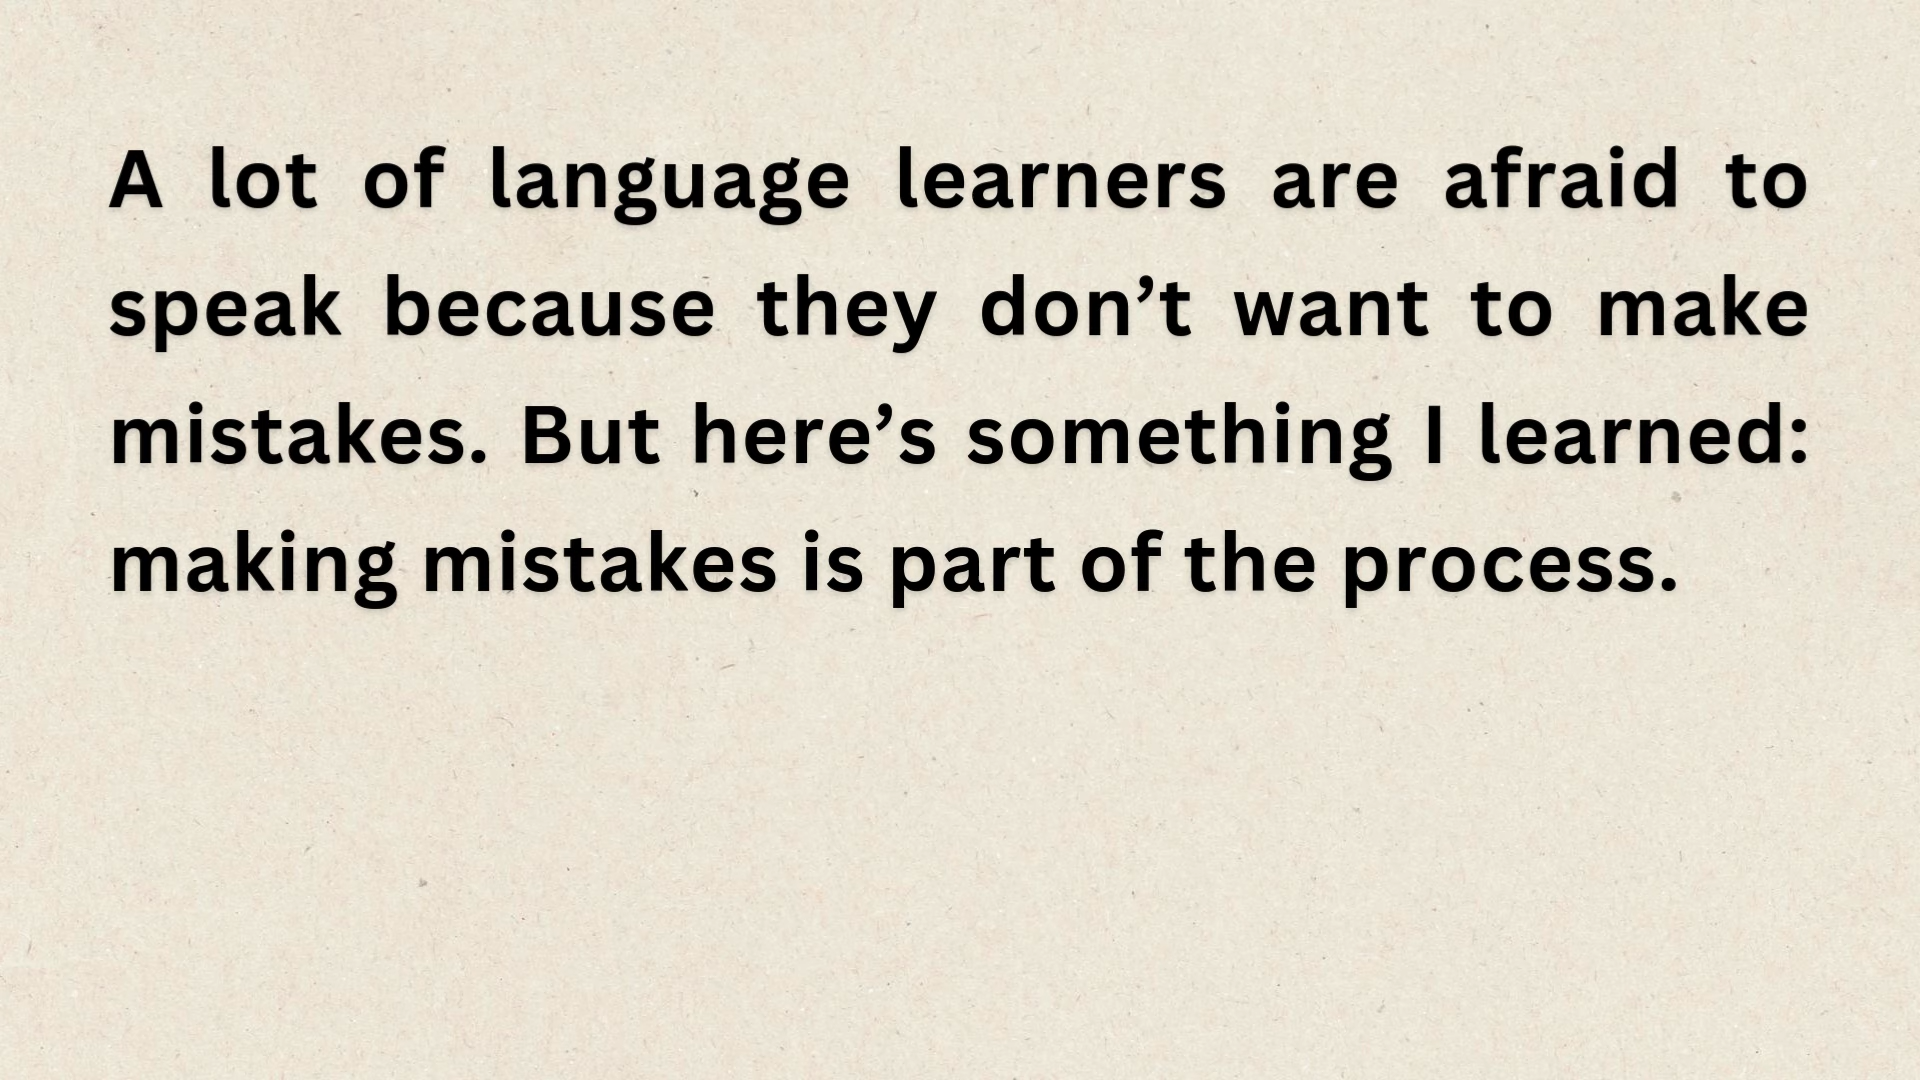 A lot of language learners are afraid to
speak because they don’t want to make
mistakes. But here’s something I learned:
making mistakes is part of the process.